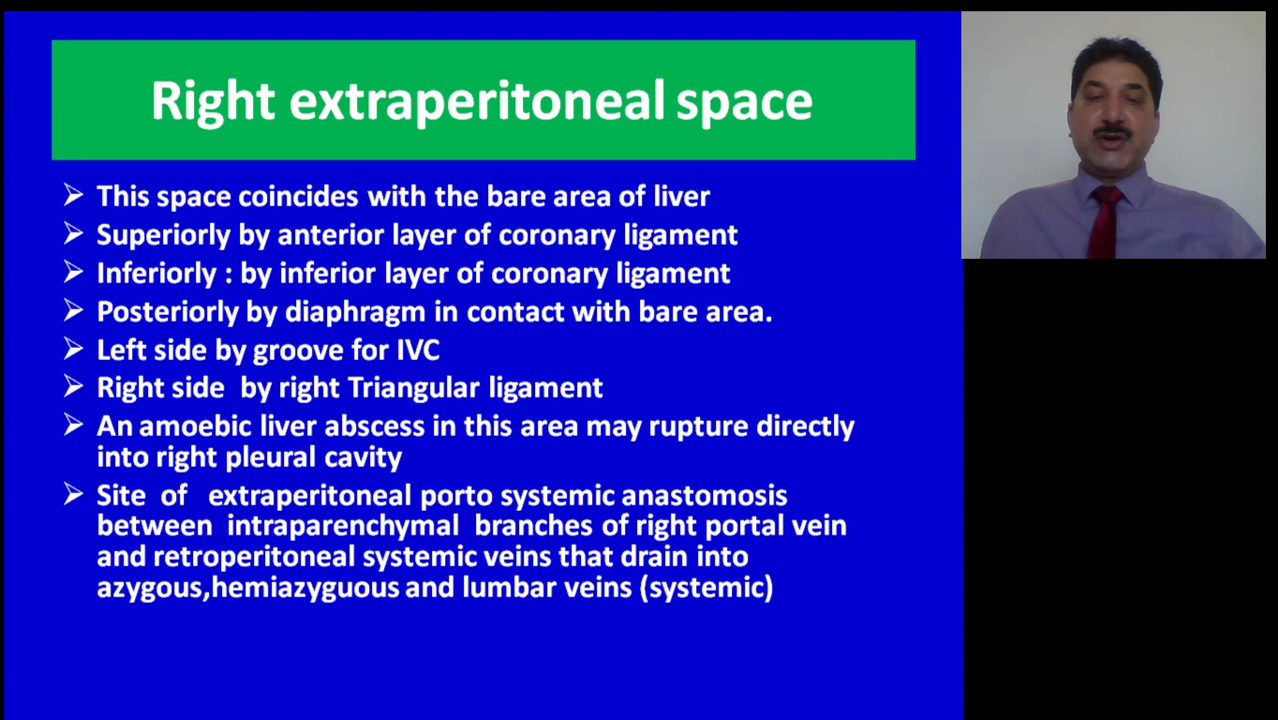 Right extraperitoneal space
This space coincides with the bare area of liver
Superiorly by anterior layer of coronary ligament
Inferiorly : by inferior layer of coronary ligament
Posteriorly by diaphragm in contact with bare area.
Left side by groove for IVC
Right side by right Triangular ligament
An amoebic liver abscess in this area may rupture directly
into right pleural cavity
Site of extraperitoneal porto systemic anastomosis
between intraparenchymal branches of right portal vein
and retroperitoneal systemic veins that drain into
azygous,hemiazyguous and lumbar veins (systemic)